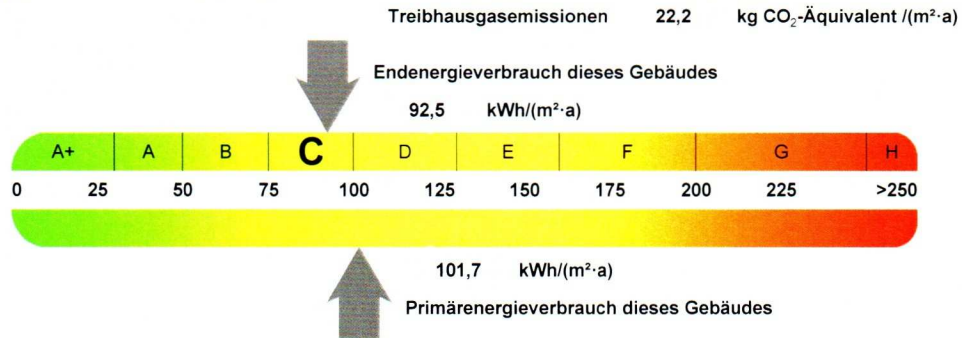 Treibhausgasemissionen 22,2 kg CO₂-Äquivalent /(m²·a)
Endenergieverbrauch dieses Gebäudes
92,5 kWh/(m²·a)
A+ A B C D E F G H
0 25 50 75 100 125 150 175 200 225 >250
101,7 kWh/(m²·a)
Primärenergieverbrauch dieses Gebäudes